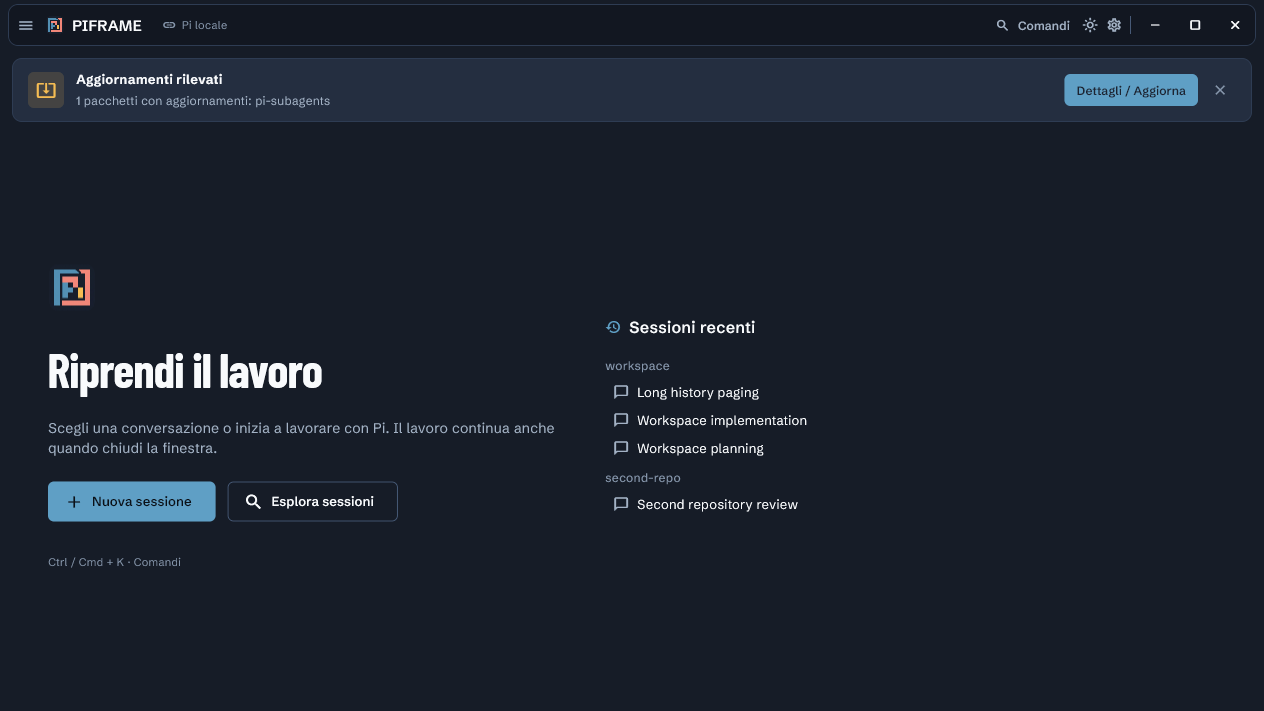 PIFRAME
Pi locale
Comandi
Aggiornamenti rilevati
1 pacchetti con aggiornamenti: pi-subagents
Dettagli / Aggiorna
Riprendi il lavoro
Scegli una conversazione o inizia a lavorare con Pi. Il lavoro continua anche
quando chiudi la finestra.
Nuova sessione
Esplora sessioni
Ctrl / Cmd + K · Comandi
Sessioni recenti
workspace
Long history paging
Workspace implementation
Workspace planning
second-repo
Second repository review